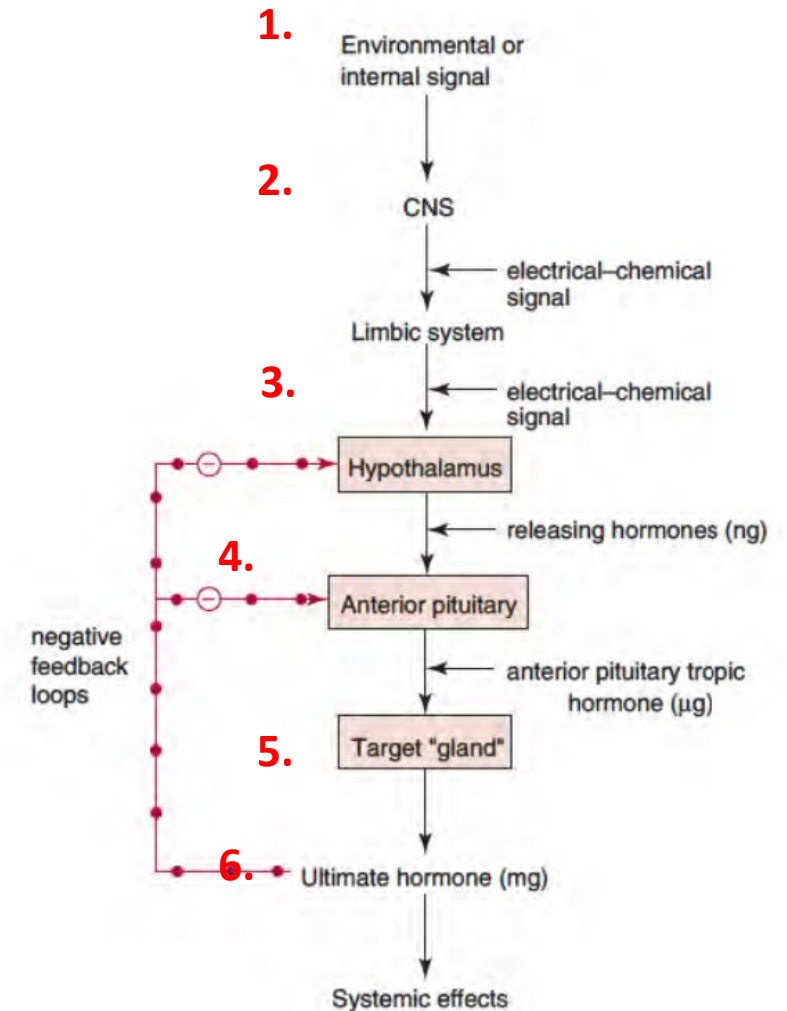 1.
Environmental or
internal signal
2.
CNS
electrical–chemical
signal
Limbic system
3.
electrical–chemical
signal
Hypothalamus
releasing hormones (ng)
4.
Anterior pituitary
negative
feedback
loops
anterior pituitary tropic
hormone (µg)
5.
Target "gland"
6.
Ultimate hormone (mg)
Systemic effects